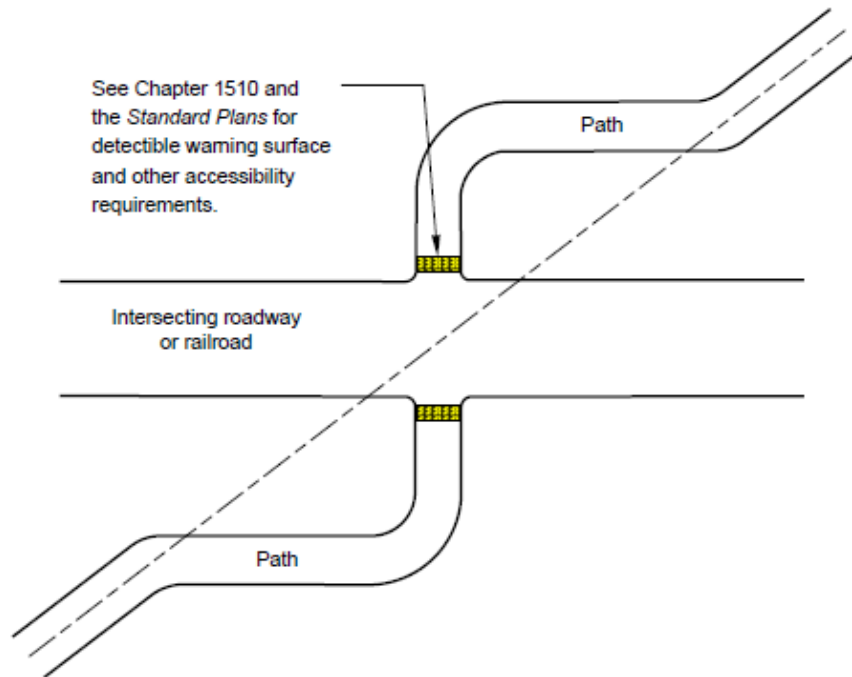 See Chapter 1510 and
the Standard Plans for
detectible warning surface
and other accessibility
requirements.
Path
Intersecting roadway
or railroad
Path